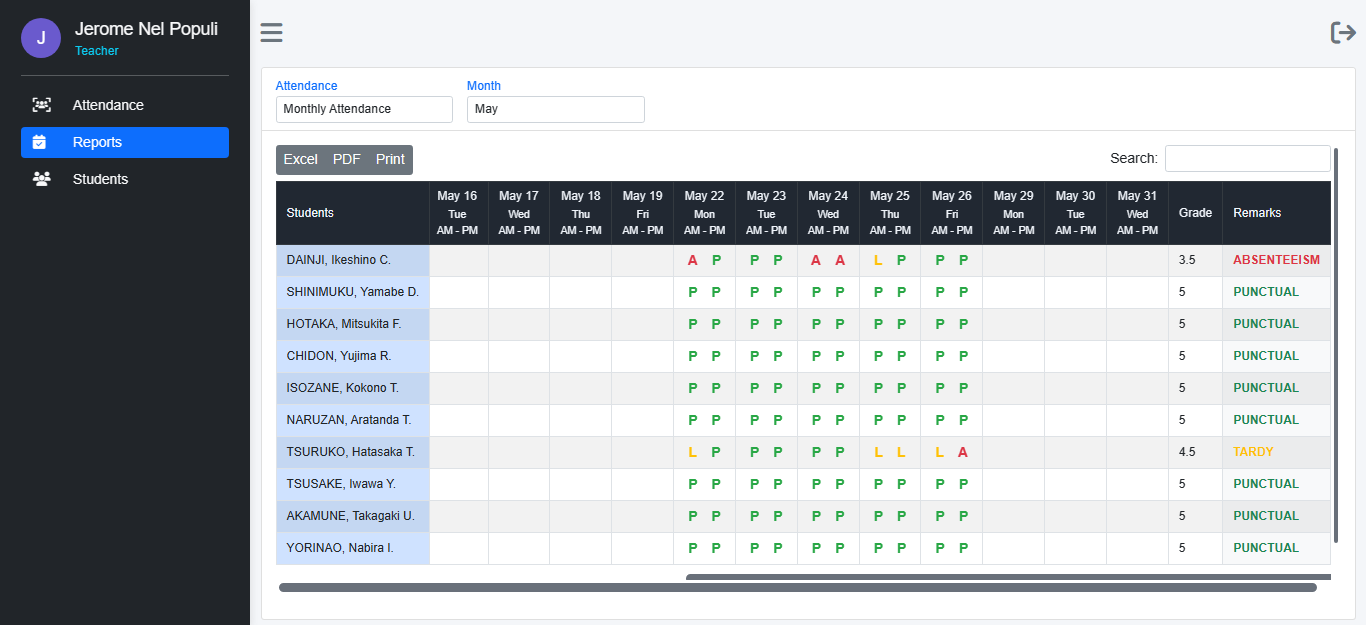 J
Jerome Nel Populi
Teacher
Attendance
Reports
Students
Attendance Month
Monthly Attendance May
Excel PDF Print Search:
Students May 16 Tue AM - PM May 17 Wed AM - PM May 18 Thu AM - PM May 19 Fri AM - PM May 22 Mon AM - PM May 23 Tue AM - PM May 24 Wed AM - PM May 25 Thu AM - PM May 26 Fri AM - PM May 29 Mon AM - PM May 30 Tue AM - PM May 31 Wed AM - PM Grade Remarks
DAINJI, Ikeshino C. A P P P A A L P P P 3.5 ABSENTEEISM
SHINIMUKU, Yamabe D. P P P P P P P P P P 5 PUNCTUAL
HOTAKA, Mitsukita F. P P P P P P P P P P 5 PUNCTUAL
CHIDON, Yujima R. P P P P P P P P P P 5 PUNCTUAL
ISOZANE, Kokono T. P P P P P P P P P P 5 PUNCTUAL
NARUZAN, Aratanda T. P P P P P P P P P P 5 PUNCTUAL
TSURUKO, Hatasaka T. L P P P P P L L L A 4.5 TARDY
TSUSAKE, Iwawa Y. P P P P P P P P P P 5 PUNCTUAL
AKAMUNE, Takagaki U. P P P P P P P P P P 5 PUNCTUAL
YORINAO, Nabira I. P P P P P P P P P P 5 PUNCTUAL